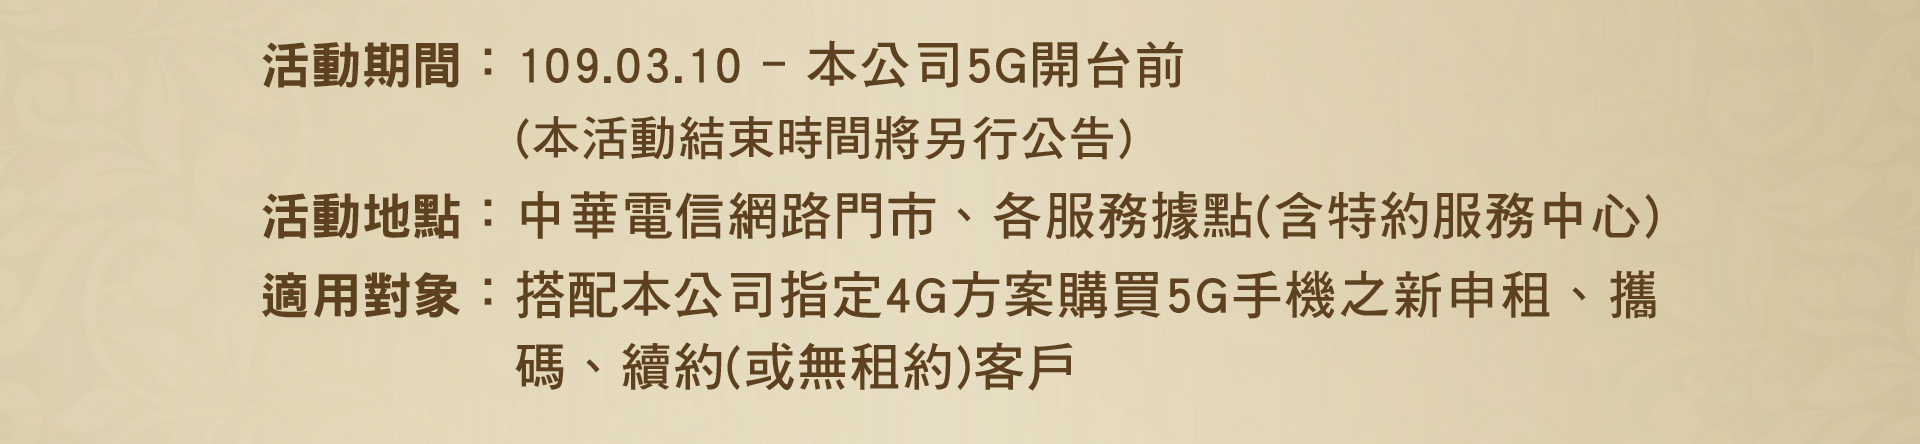 活動期間：109.03.10 - 本公司5G開台前
(本活動結束時間將另行公告)
活動地點：中華電信網路門市、各服務據點(含特約服務中心)
適用對象：搭配本公司指定4G方案購買5G手機之新申租、攜
碼、續約(或無租約)客戶